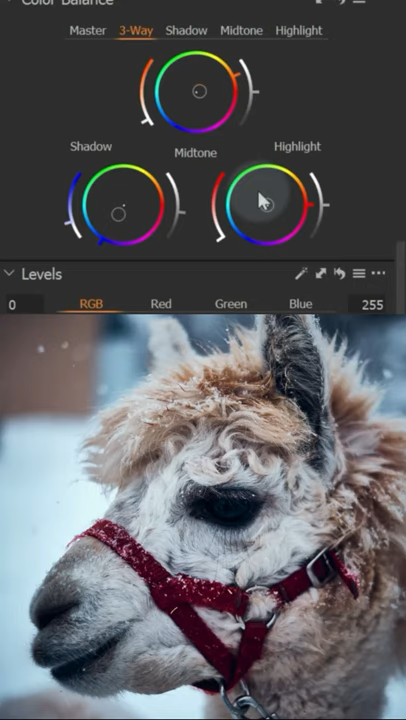 Color Balance
Master 3-Way Shadow Midtone Highlight
Shadow Midtone Highlight
Levels
0 RGB Red Green Blue 255